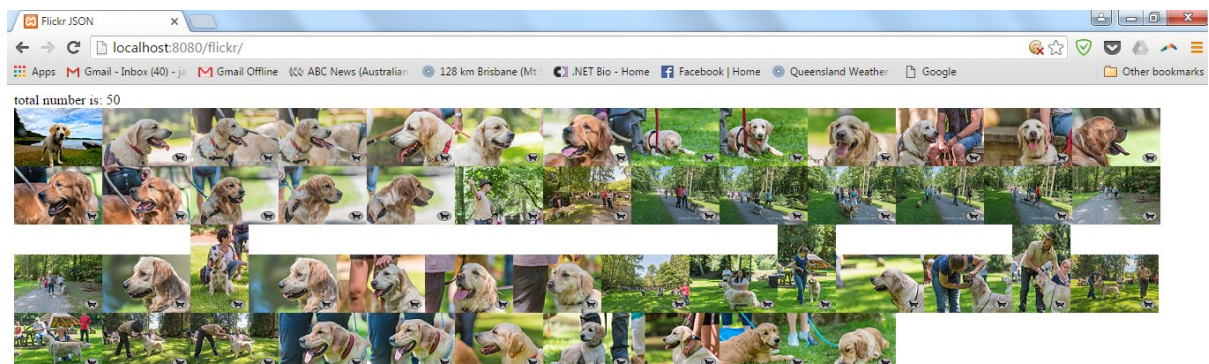 Flickr JSON
localhost:8080/flickr/
Apps Gmail - Inbox (40) - ja Gmail Offline ABC News (Australian 128 km Brisbane (Mt .NET Bio - Home Facebook | Home Queensland Weather Google Other bookmarks
total number is: 50